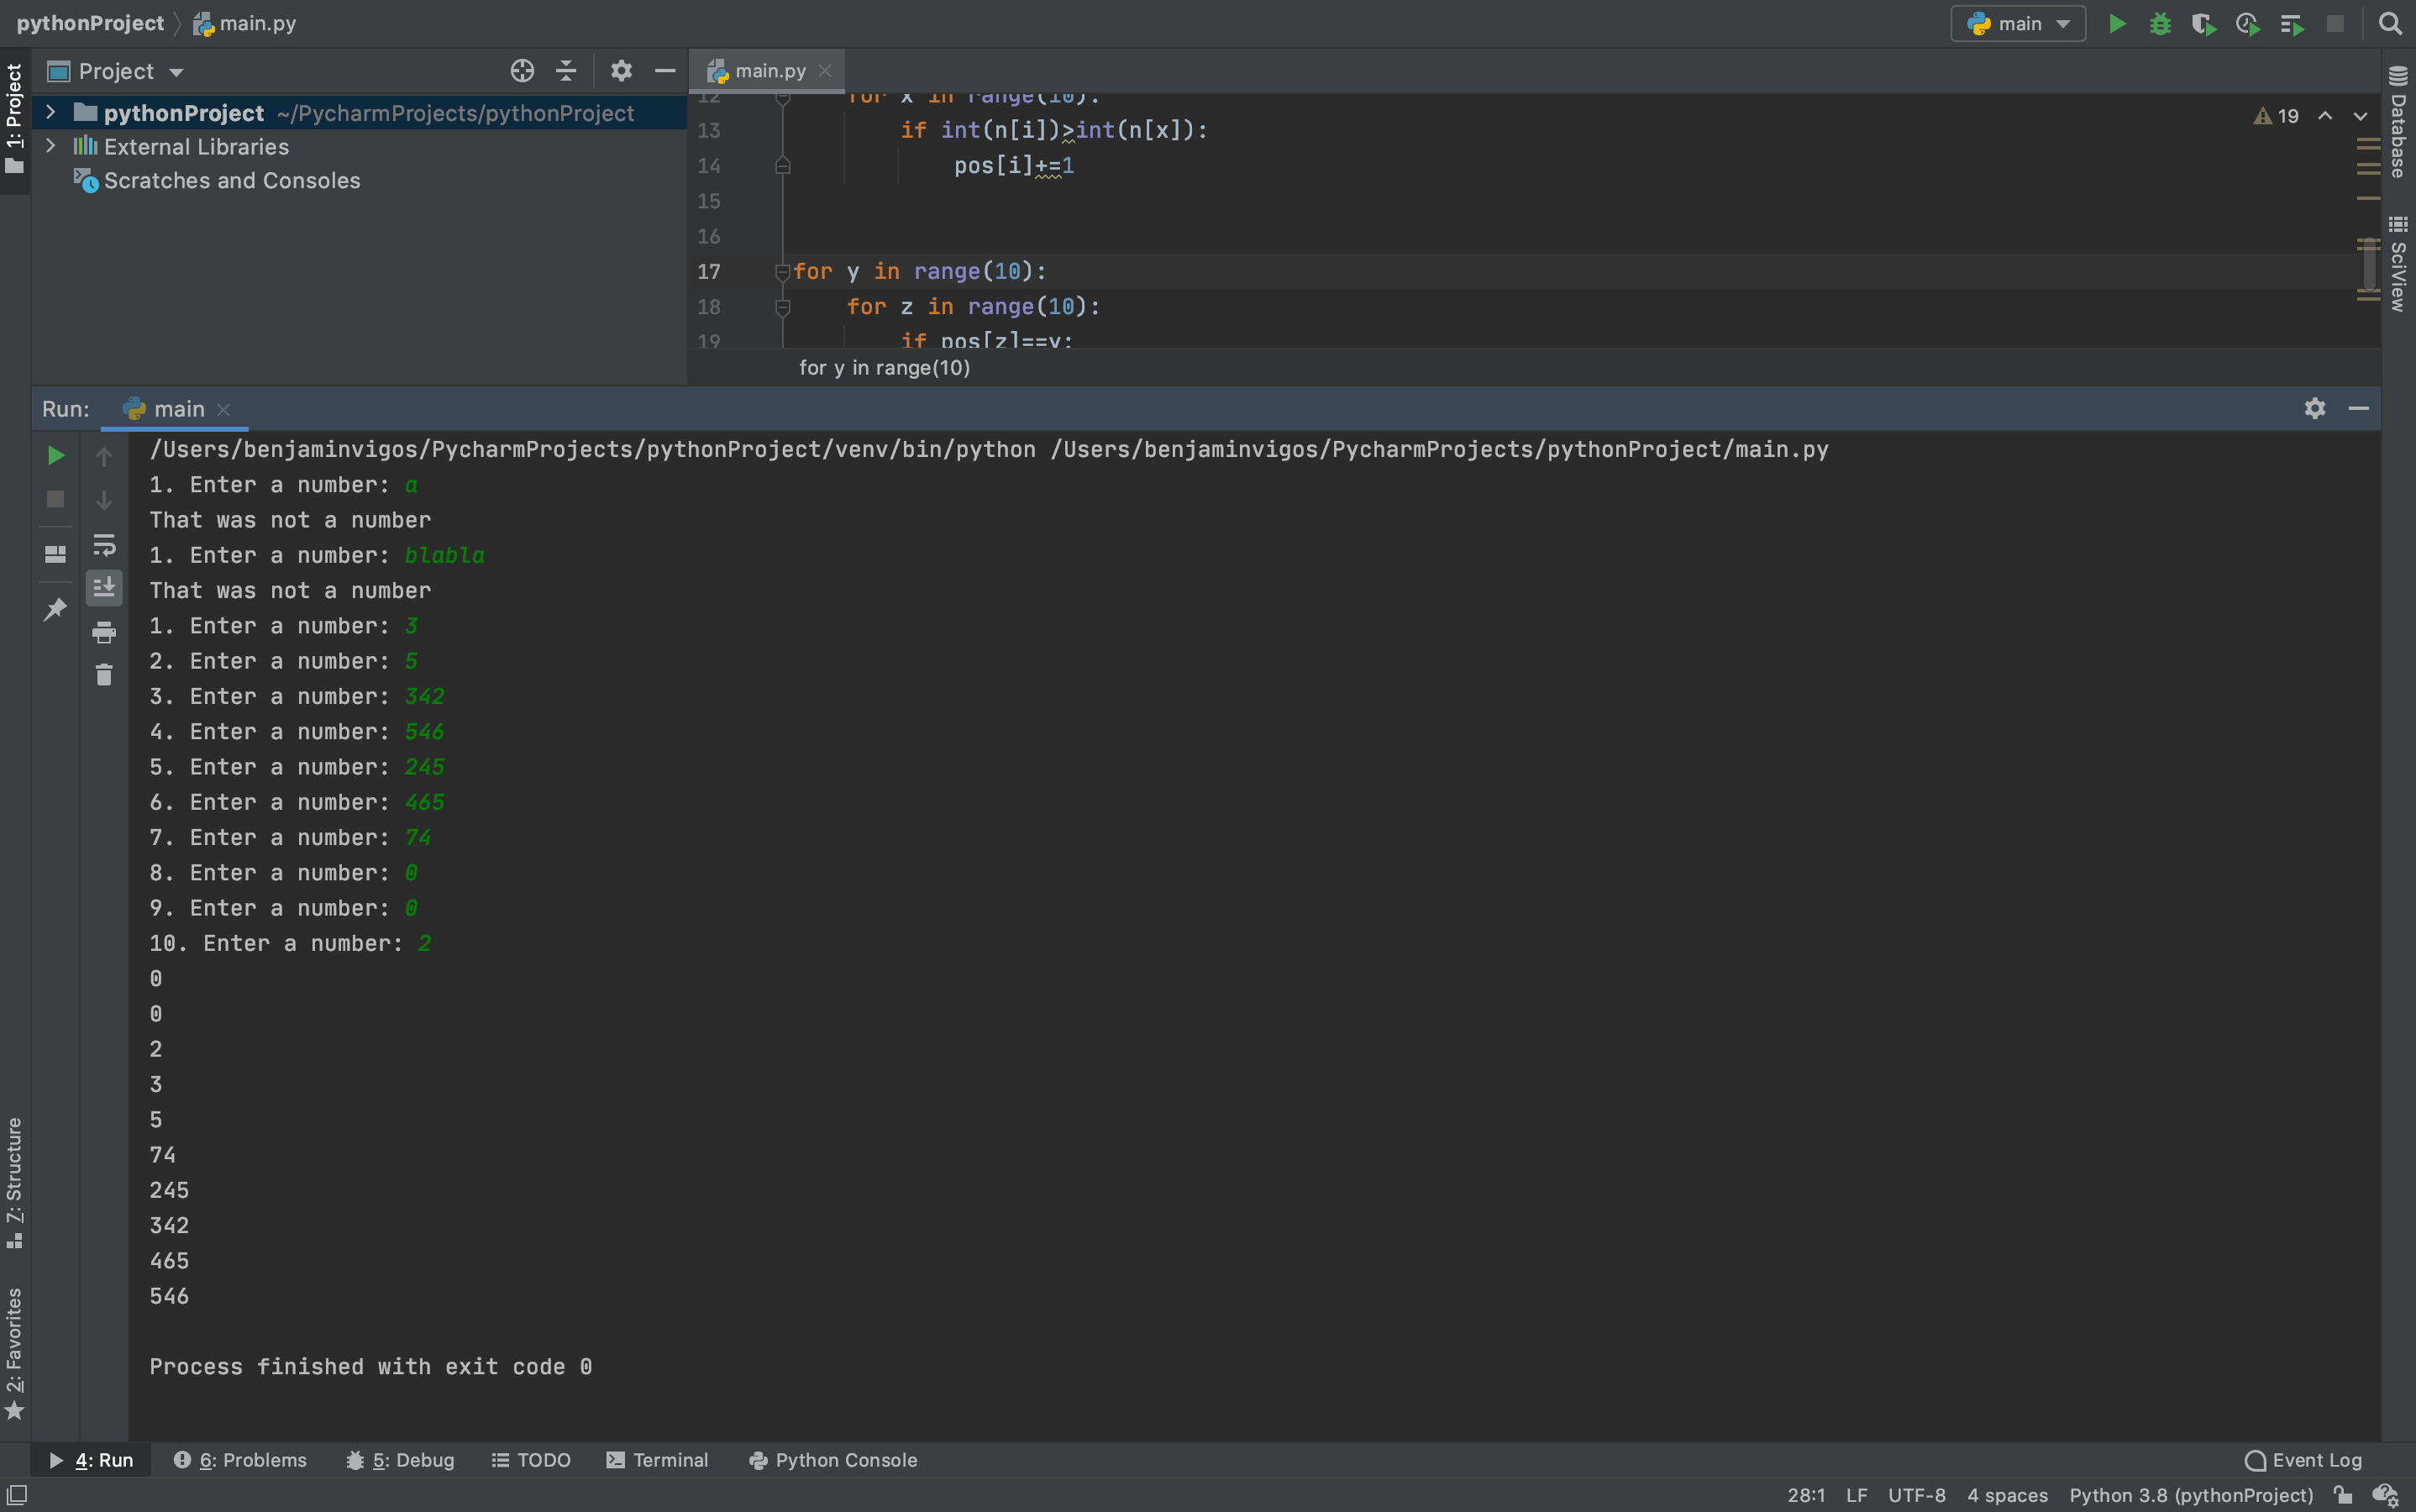 pythonProject main.py
main
1: Project
Project
main.py
pythonProject ~/PycharmProjects/pythonProject
External Libraries
Scratches and Consoles
12 for x in range(10):
13 if int(n[i])>int(n[x]):
14 pos[i]+=1
15
16
17 for y in range(10):
18 for z in range(10):
19 if pos[z]==y:
for y in range(10)
19
Database
SciView
Run: main
/Users/benjaminvigos/PycharmProjects/pythonProject/venv/bin/python /Users/benjaminvigos/PycharmProjects/pythonProject/main.py
1. Enter a number: a
That was not a number
1. Enter a number: blabla
That was not a number
1. Enter a number: 3
2. Enter a number: 5
3. Enter a number: 342
4. Enter a number: 546
5. Enter a number: 245
6. Enter a number: 465
7. Enter a number: 74
8. Enter a number: 0
9. Enter a number: 0
10. Enter a number: 2
0
0
2
3
5
74
245
342
465
546
Process finished with exit code 0
7: Structure
2: Favorites
4: Run 6: Problems 5: Debug TODO Terminal Python Console Event Log
28:1 LF UTF-8 4 spaces Python 3.8 (pythonProject)